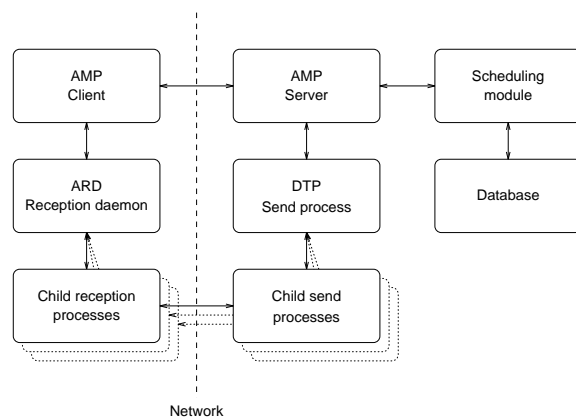 AMP
Client
AMP
Server
Scheduling
module
ARD
Reception daemon
DTP
Send process
Database
Child reception
processes
Child send
processes
Network